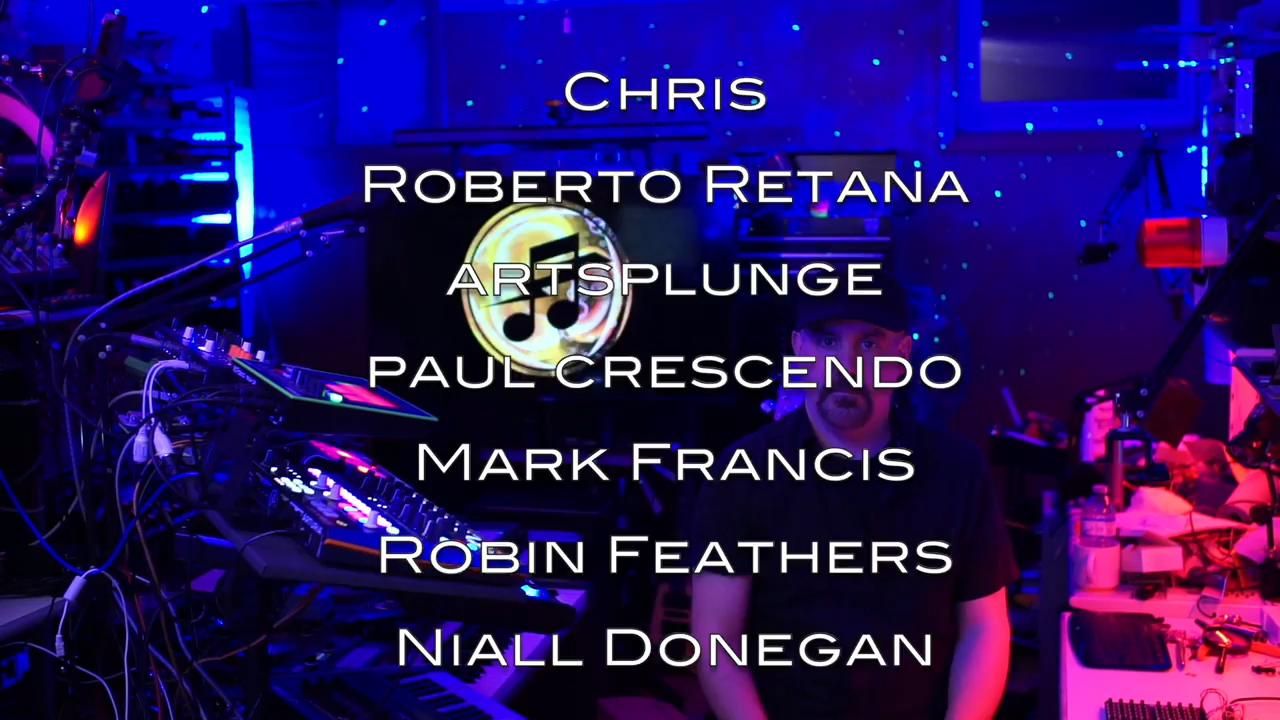 Chris
Roberto Retana
artsplunge
paul crescendo
Mark Francis
Robin Feathers
Niall Donegan